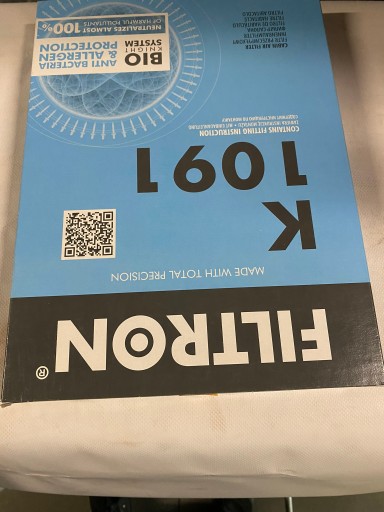 FILTRON®
MADE WITH TOTAL PRECISION
K
1091
CONTAINS FITTING INSTRUCTION
CABIN AIR FILTER
BIO
KNIGHT
SYSTEM
ANTI BACTERIA
& ALLERGEN
PROTECTION
NEUTRALIZES ALMOST
OF HARMFUL POLLUTANTS
100%